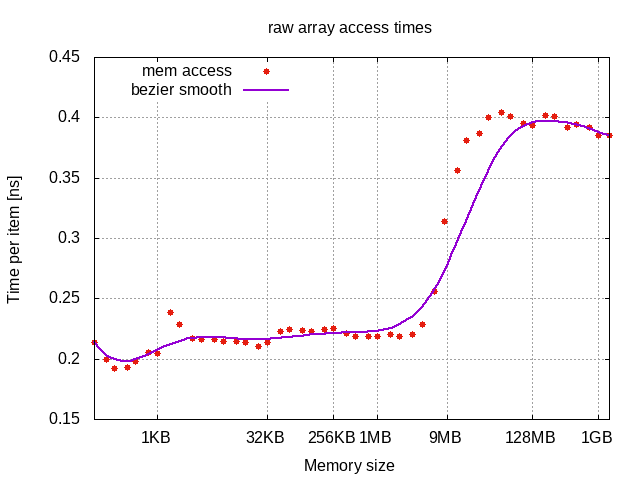 raw array access times
mem access
bezier smooth
0.45
0.4
0.35
0.3
0.25
0.2
0.15
Time per item [ns]
1KB 32KB 256KB 1MB 9MB 128MB 1GB
Memory size